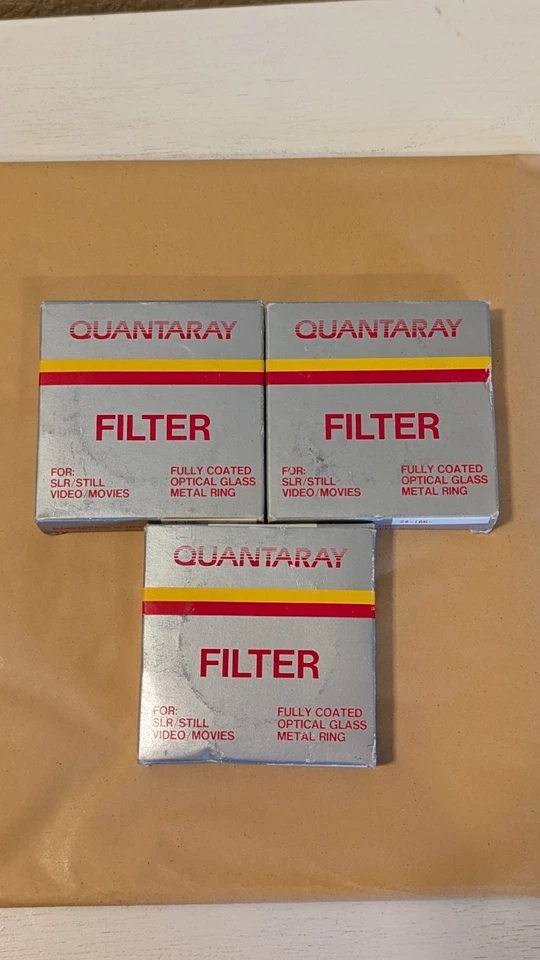 QUANTARAY
FILTER
FOR:
SLR/STILL
VIDEO/MOVIES
FULLY COATED
OPTICAL GLASS
METAL RING
QUANTARAY
FILTER
FOR:
SLR/STILL
VIDEO/MOVIES
FULLY COATED
OPTICAL GLASS
METAL RING
QUANTARAY
FILTER
FOR:
SLR/STILL
VIDEO/MOVIES
FULLY COATED
OPTICAL GLASS
METAL RING